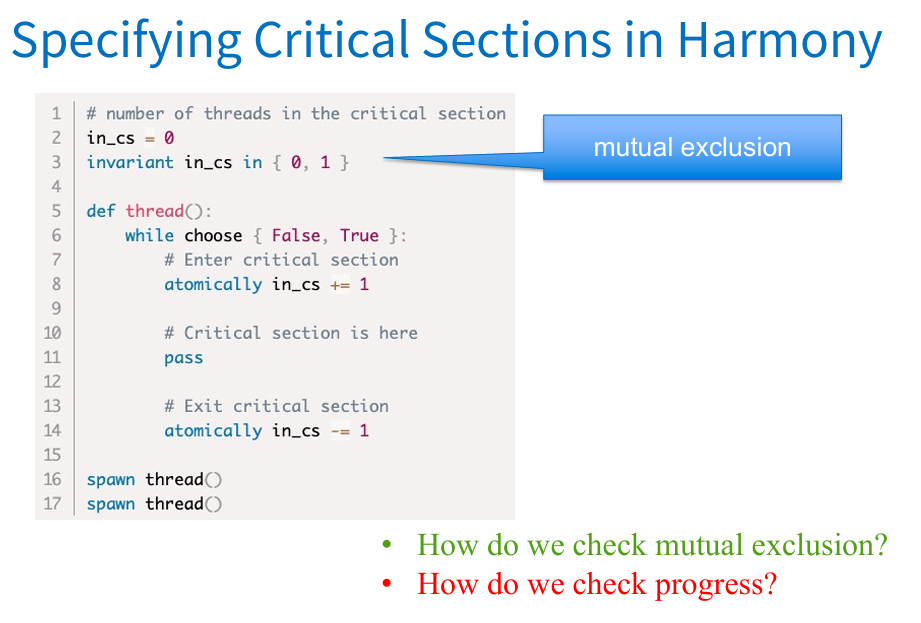 Specifying Critical Sections in Harmony
1 # number of threads in the critical section
2 in_cs = 0
3 invariant in_cs in { 0, 1 }
mutual exclusion
4
5 def thread():
6     while choose { False, True }:
7         # Enter critical section
8         atomically in_cs += 1
9
10         # Critical section is here
11         pass
12
13         # Exit critical section
14         atomically in_cs -= 1
15
16 spawn thread()
17 spawn thread()
• How do we check mutual exclusion?
• How do we check progress?